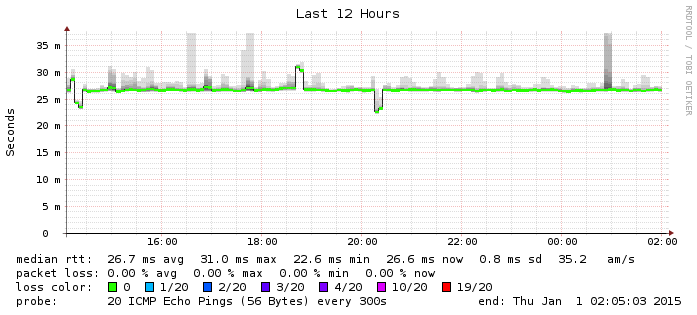 Last 12 Hours
RRDTOOL / TOBI OETIKER
Seconds
35 m
30 m
25 m
20 m
15 m
10 m
5 m
0
16:00 18:00 20:00 22:00 00:00 02:00
median rtt: 26.7 ms avg 31.0 ms max 22.6 ms min 26.6 ms now 0.8 ms sd 35.2 am/s
packet loss: 0.00 % avg 0.00 % max 0.00 % min 0.00 % now
loss color: 0 1/20 2/20 3/20 4/20 10/20 19/20
probe: 20 ICMP Echo Pings (56 Bytes) every 300s end: Thu Jan 1 02:05:03 2015